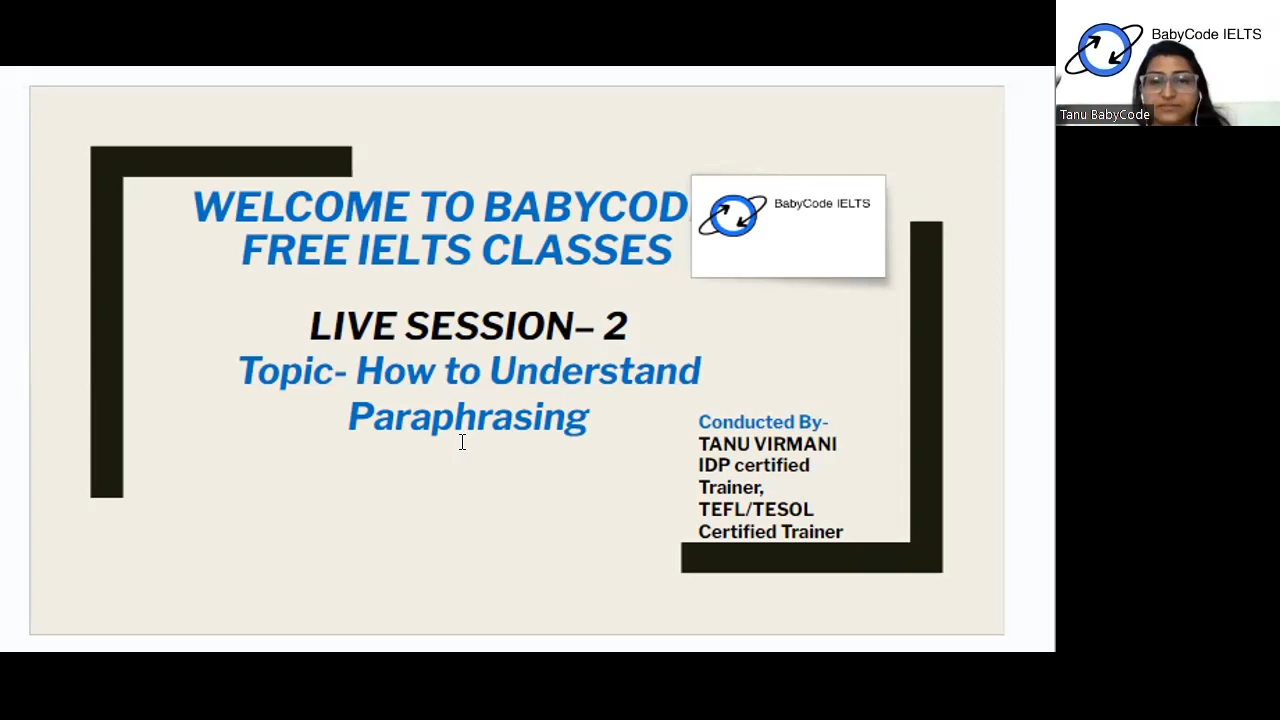 WELCOME TO BABYCOD
FREE IELTS CLASSES
BabyCode IELTS
LIVE SESSION– 2
Topic- How to Understand
Paraphrasing
Conducted By-
TANU VIRMANI
IDP certified
Trainer,
TEFL/TESOL
Certified Trainer
BabyCode IELTS
Tanu BabyCode